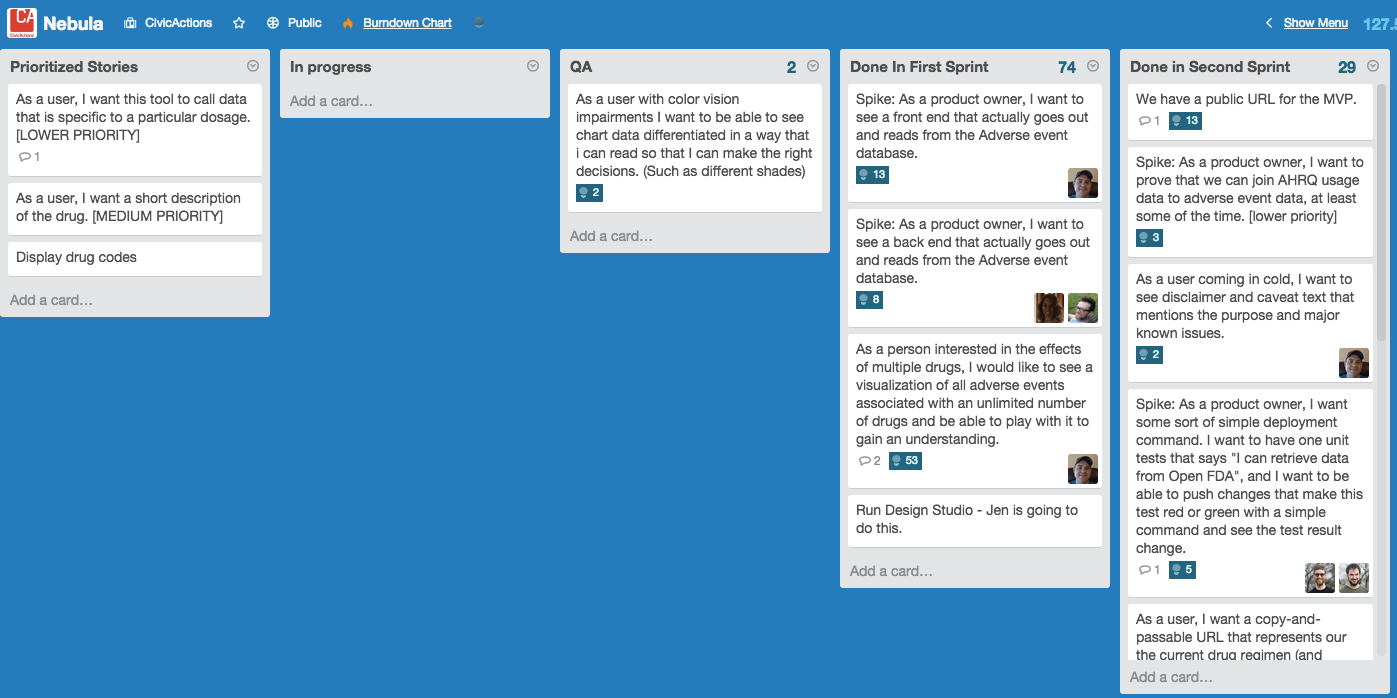 CA
CivicActions
Nebula
CivicActions
Public
Burndown Chart
Show Menu
127.
Prioritized Stories
As a user, I want this tool to call data
that is specific to a particular dosage.
[LOWER PRIORITY]
1
As a user, I want a short description
of the drug. [MEDIUM PRIORITY]
Display drug codes
Add a card...
In progress
Add a card...
QA
2
As a user with color vision
impairments I want to be able to see
chart data differentiated in a way that
i can read so that I can make the right
decisions. (Such as different shades)
2
Add a card...
Done In First Sprint
74
Spike: As a product owner, I want to
see a front end that actually goes out
and reads from the Adverse event
database.
13
Spike: As a product owner, I want to
see a back end that actually goes out
and reads from the Adverse event
database.
8
As a person interested in the effects
of multiple drugs, I would like to see a
visualization of all adverse events
associated with an unlimited number
of drugs and be able to play with it to
gain an understanding.
2 53
Run Design Studio - Jen is going to
do this.
Add a card...
Done in Second Sprint
29
We have a public URL for the MVP.
1 13
Spike: As a product owner, I want to
prove that we can join AHRQ usage
data to adverse event data, at least
some of the time. [lower priority]
3
As a user coming in cold, I want to
see disclaimer and caveat text that
mentions the purpose and major
known issues.
2
Spike: As a product owner, I want
some sort of simple deployment
command. I want to have one unit
tests that says "I can retrieve data
from Open FDA", and I want to be
able to push changes that make this
test red or green with a simple
command and see the test result
change.
1 5
As a user, I want a copy-and-
passable URL that represents our
the current drug regimen (and
Add a card...